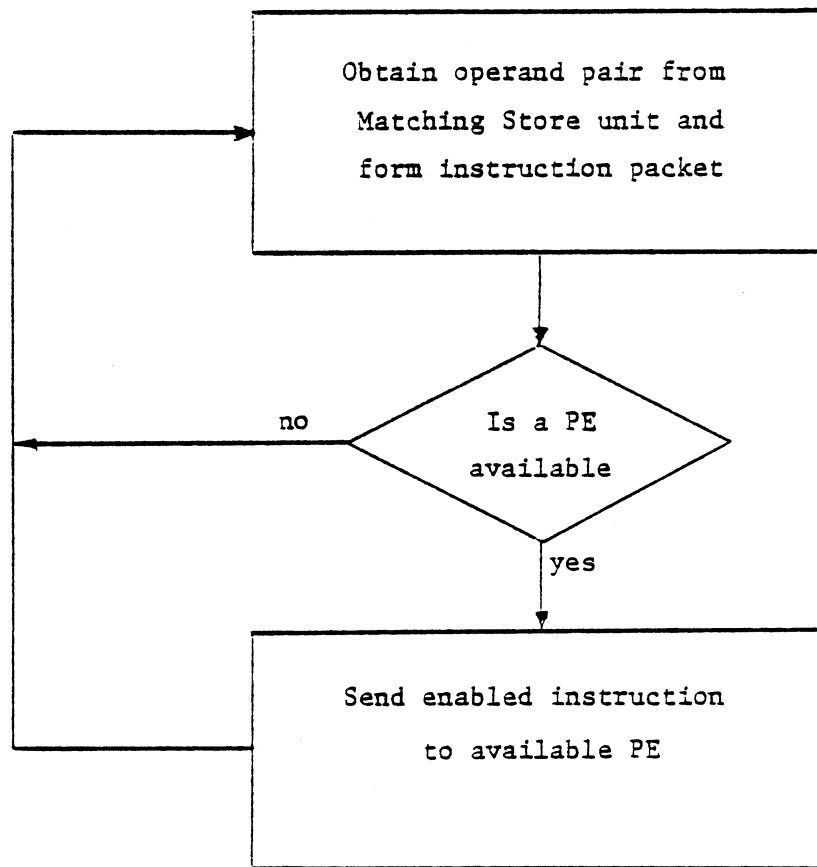 Obtain operand pair from
Matching Store unit and
form instruction packet
no
Is a PE
available
yes
Send enabled instruction
to available PE